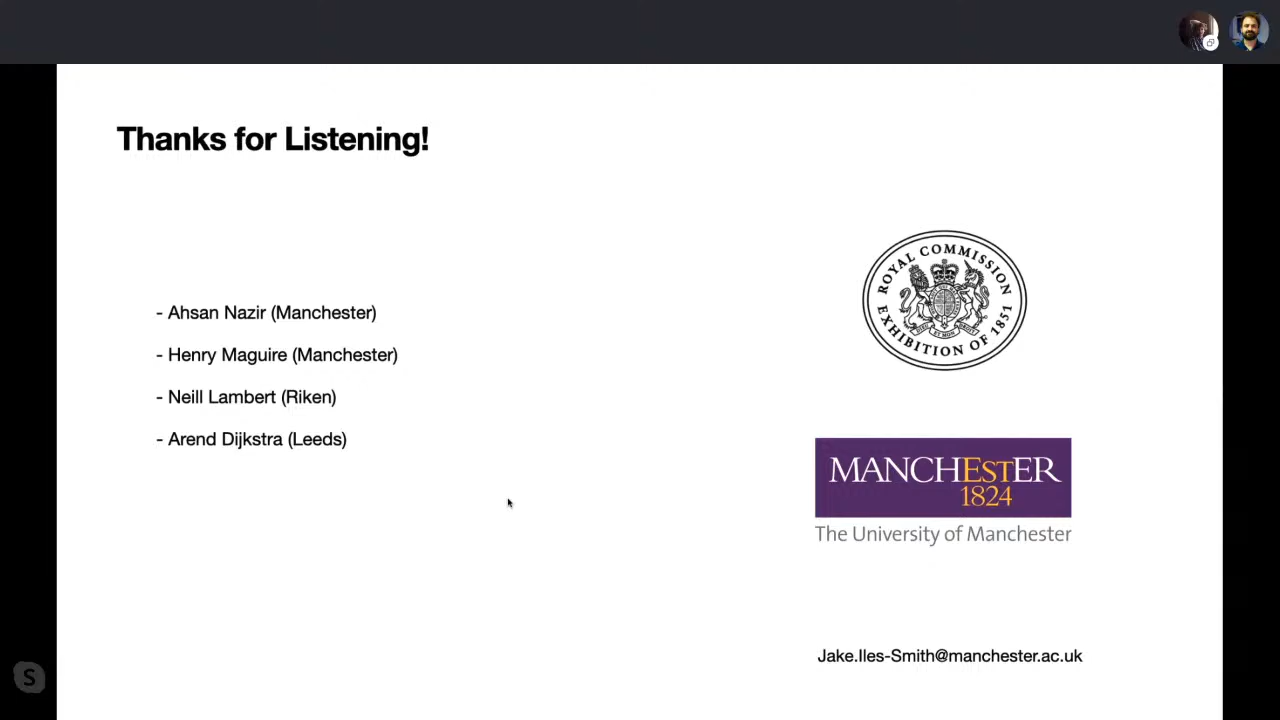 Thanks for Listening!
- Ahsan Nazir (Manchester)
- Henry Maguire (Manchester)
- Neill Lambert (Riken)
- Arend Dijkstra (Leeds)
ROYAL COMMISSION
EXHIBITION OF 1851
MANCHEstER
1824
The University of Manchester
Jake.Iles-Smith@manchester.ac.uk
S